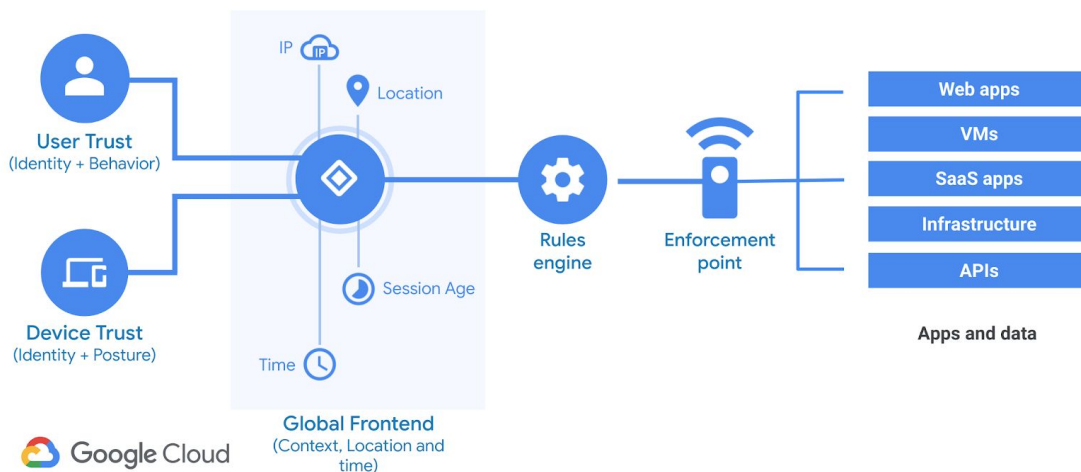 User Trust
(Identity + Behavior)
Device Trust
(Identity + Posture)
IP
IP
Location
Session Age
Time
Global Frontend
(Context, Location and
time)
Rules
engine
Enforcement
point
Web apps
VMs
SaaS apps
Infrastructure
APIs
Apps and data
Google Cloud